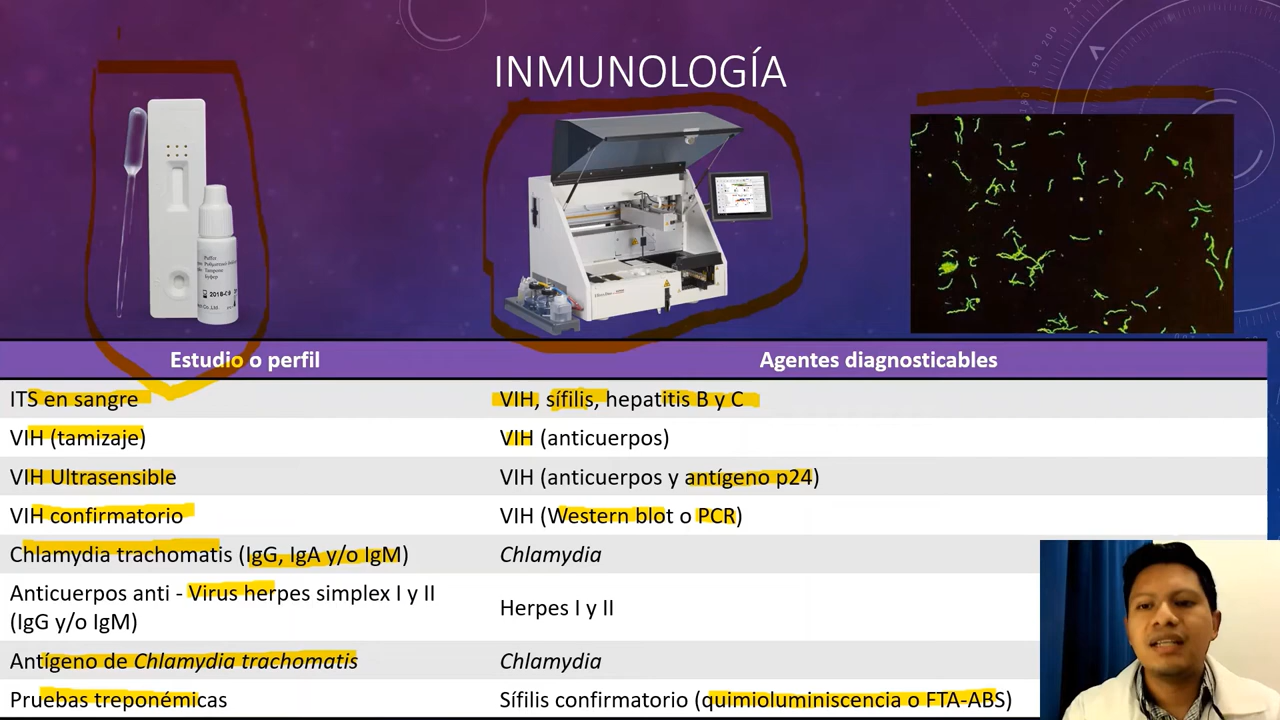 INMUNOLOGÍA
Estudio o perfil
Agentes diagnosticables
ITS en sangre
VIH, sífilis, hepatitis B y C
VIH (tamizaje)
VIH (anticuerpos)
VIH Ultrasensible
VIH (anticuerpos y antígeno p24)
VIH confirmatorio
VIH (Western blot o PCR)
Chlamydia trachomatis (IgG, IgA y/o IgM)
Chlamydia
Anticuerpos anti - Virus herpes simplex I y II
(IgG y/o IgM)
Herpes I y II
Antígeno de Chlamydia trachomatis
Chlamydia
Pruebas treponémicas
Sífilis confirmatorio (quimioluminiscencia o FTA-ABS)